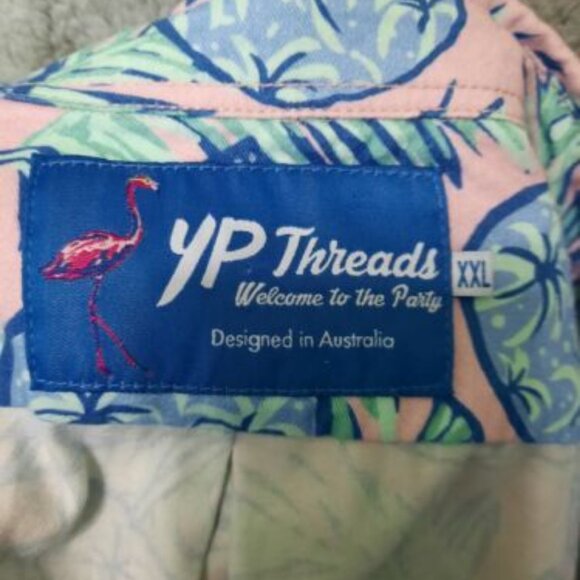 YP Threads
Welcome to the Party
Designed in Australia
XXL